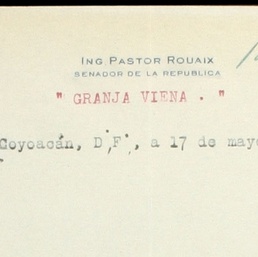 ING. PASTOR ROUAIX
SENADOR DE LA REPUBLICA
" GRANJA VIENA . "
Coyoacán, D.F., a 17 de mayo